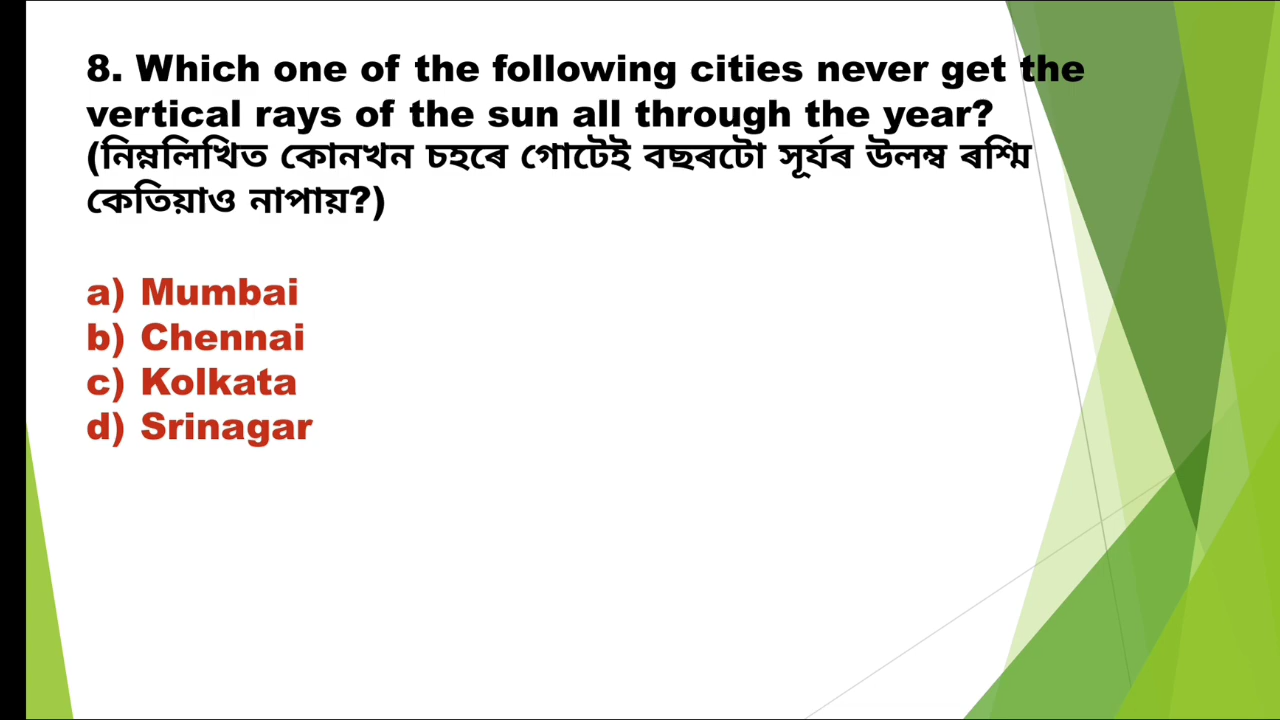 8. Which one of the following cities never get the
vertical rays of the sun all through the year?
(নিম্নলিখিত কোনখন চহৰে গোটেই বছৰটো সূৰ্যৰ উলম্ব ৰশ্মি
কেতিয়াও নাপায়?)
a) Mumbai
b) Chennai
c) Kolkata
d) Srinagar